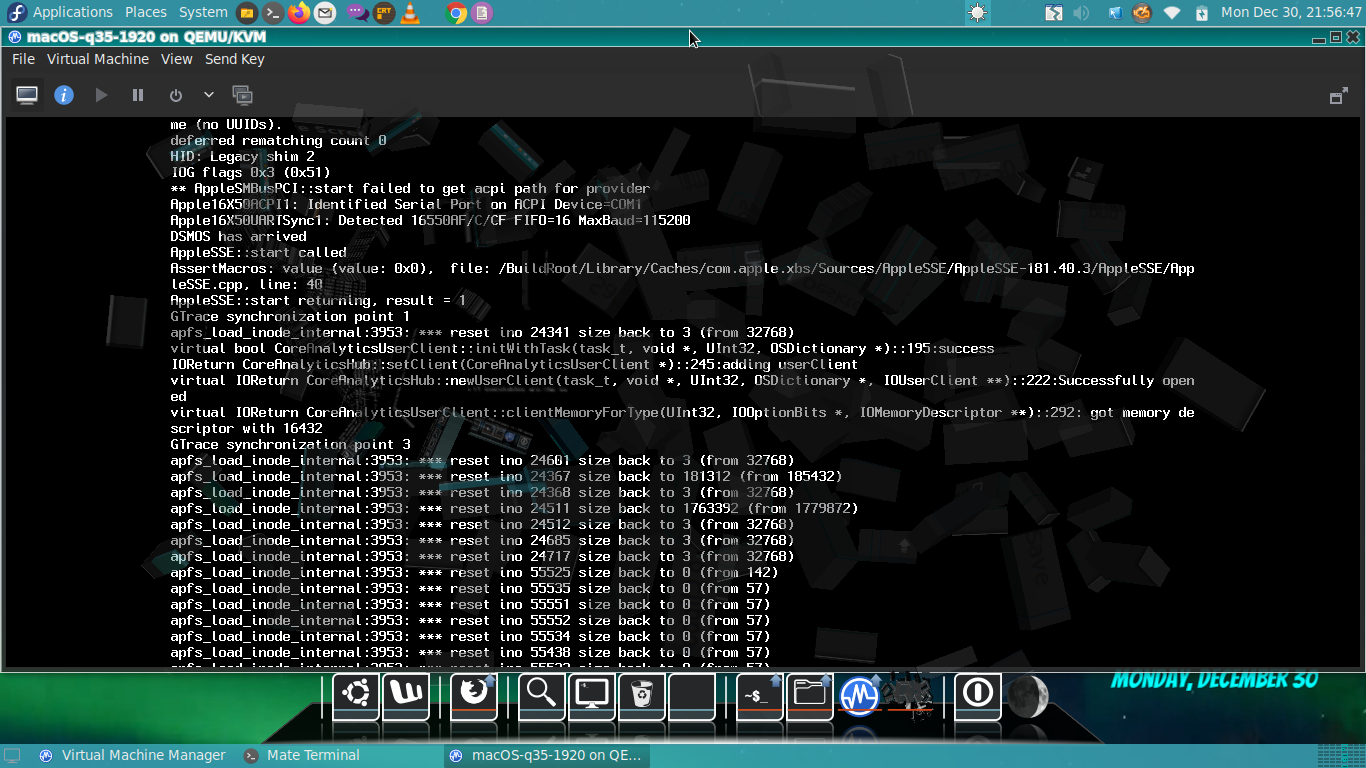 Applications Places System CRT Mon Dec 30, 21:56:47
macOS-q35-1920 on QEMU/KVM
File Virtual Machine View Send Key
me (no UUIDs).
deferred rematching count 0
HID: Legacy shim 2
IOG flags 0x3 (0x51)
** AppleSMBusPCI::start failed to get acpi path for provider
Apple16X50ACPI1: Identified Serial Port on ACPI Device=COM1
Apple16X50UARTSync1: Detected 16550AF/C/CF FIFO=16 MaxBaud=115200
DSMOS has arrived
AppleSSE::start called
AssertMacros: value (value: 0x0),  file: /BuildRoot/Library/Caches/com.apple.xbs/Sources/AppleSSE/AppleSSE-181.40.3/AppleSSE/App
leSSE.cpp, line: 40
AppleSSE::start returning, result = 1
GTrace synchronization point 1
apfs_load_inode_internal:3953: *** reset ino 24341 size back to 3 (from 32768)
virtual bool CoreAnalyticsUserClient::initWithTask(task_t, void *, UInt32, OSDictionary *)::195:success
IOReturn CoreAnalyticsHub::setClient(CoreAnalyticsUserClient *)::245:adding userClient
virtual IOReturn CoreAnalyticsHub::newUserClient(task_t, void *, UInt32, OSDictionary *, IOUserClient **)::222:Successfully open
ed
virtual IOReturn CoreAnalyticsUserClient::clientMemoryForType(UInt32, IOOptionBits *, IOMemoryDescriptor **)::292: got memory de
scriptor with 16432
GTrace synchronization point 3
apfs_load_inode_internal:3953: *** reset ino 24601 size back to 3 (from 32768)
apfs_load_inode_internal:3953: *** reset ino 24367 size back to 181312 (from 185432)
apfs_load_inode_internal:3953: *** reset ino 24368 size back to 3 (from 32768)
apfs_load_inode_internal:3953: *** reset ino 24511 size back to 1763392 (from 1779872)
apfs_load_inode_internal:3953: *** reset ino 24512 size back to 3 (from 32768)
apfs_load_inode_internal:3953: *** reset ino 24685 size back to 3 (from 32768)
apfs_load_inode_internal:3953: *** reset ino 24717 size back to 3 (from 32768)
apfs_load_inode_internal:3953: *** reset ino 55525 size back to 0 (from 142)
apfs_load_inode_internal:3953: *** reset ino 55535 size back to 0 (from 57)
apfs_load_inode_internal:3953: *** reset ino 55551 size back to 0 (from 57)
apfs_load_inode_internal:3953: *** reset ino 55552 size back to 0 (from 57)
apfs_load_inode_internal:3953: *** reset ino 55534 size back to 0 (from 57)
apfs_load_inode_internal:3953: *** reset ino 55438 size back to 0 (from 57)
MONDAY, DECEMBER 30
~$_
Virtual Machine Manager Mate Terminal macOS-q35-1920 on QE...